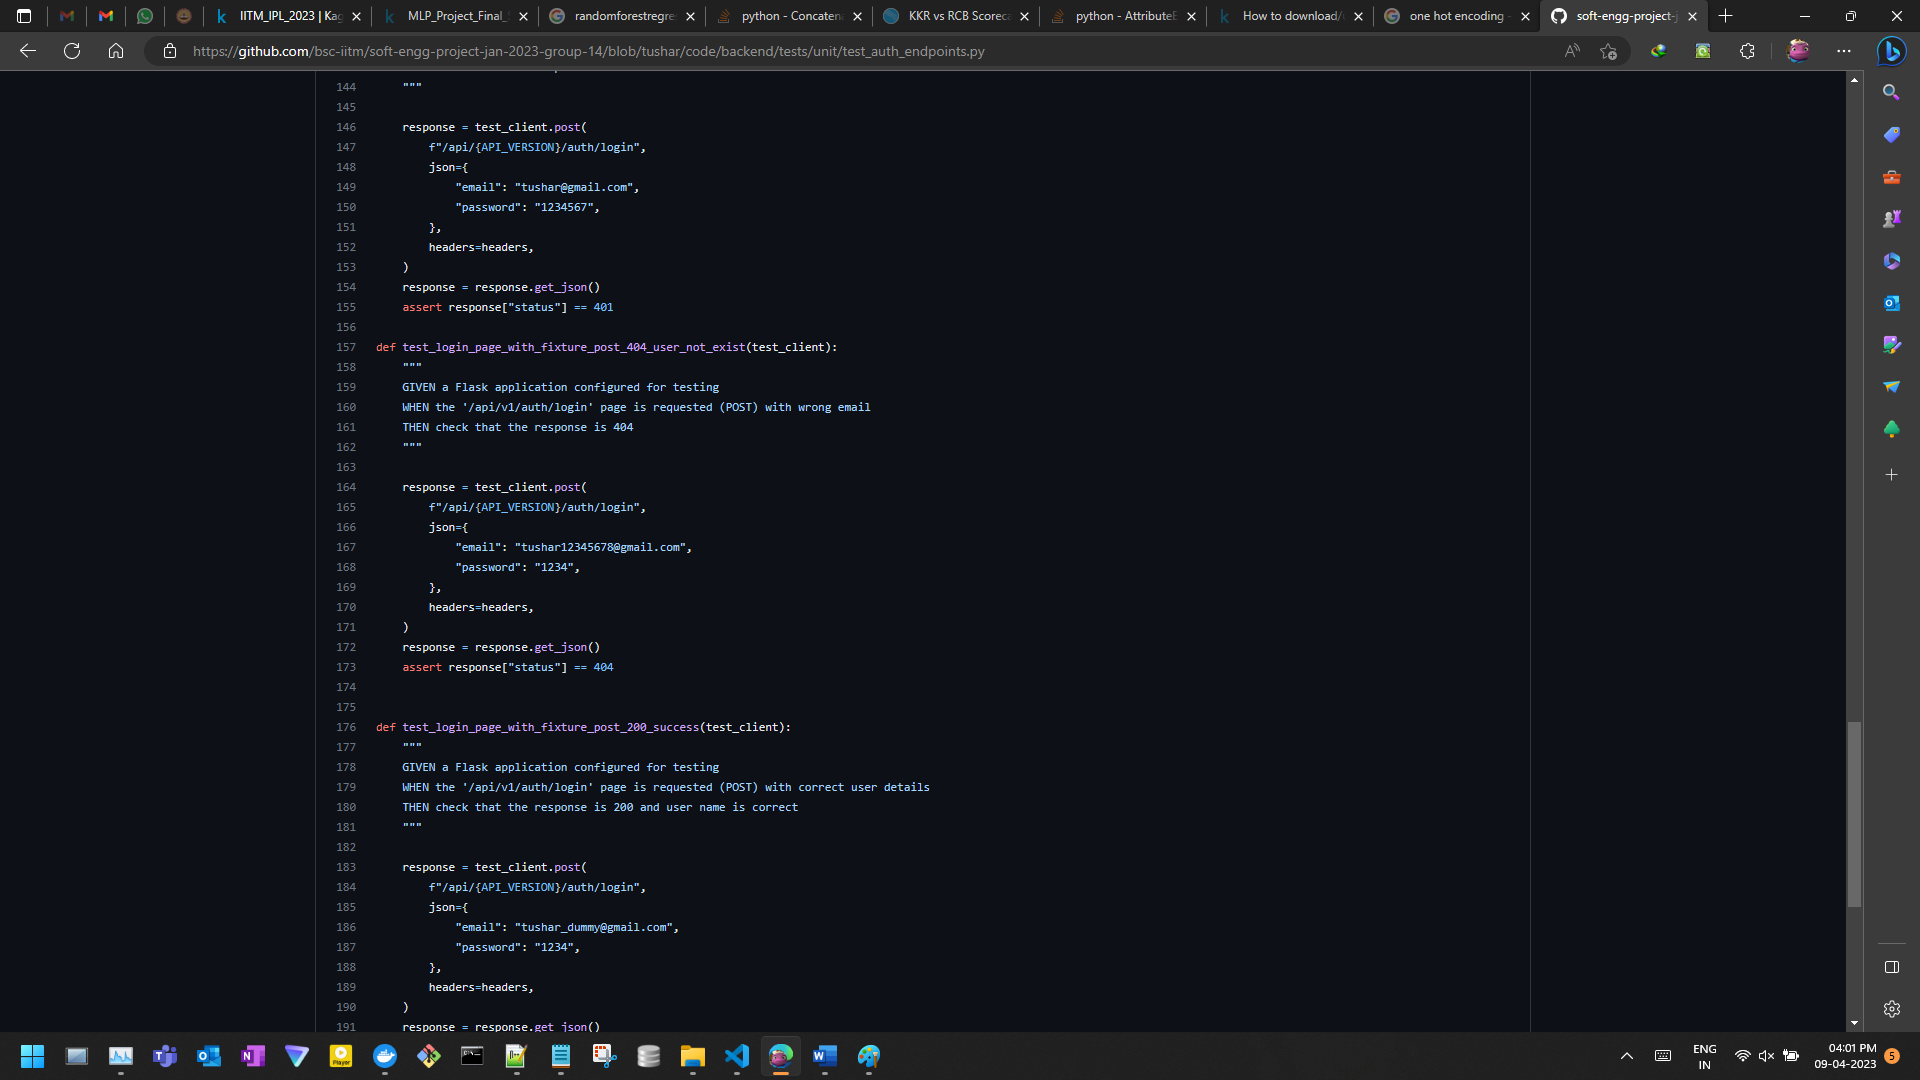 IITM_IPL_2023 | Kag
MLP_Project_Final_S
randomforestregres
python - Concatena
KKR vs RCB Scoreca
python - AttributeE
How to download/v
one hot encoding -
soft-engg-project-j
https://github.com/bsc-iitm/soft-engg-project-jan-2023-group-14/blob/tushar/code/backend/tests/unit/test_auth_endpoints.py
144 """
145
146 response = test_client.post(
147 f"/api/{API_VERSION}/auth/login",
148 json={
149 "email": "tushar@gmail.com",
150 "password": "1234567",
151 },
152 headers=headers,
153 )
154 response = response.get_json()
155 assert response["status"] == 401
156
157 def test_login_page_with_fixture_post_404_user_not_exist(test_client):
158 """
159 GIVEN a Flask application configured for testing
160 WHEN the '/api/v1/auth/login' page is requested (POST) with wrong email
161 THEN check that the response is 404
162 """
163
164 response = test_client.post(
165 f"/api/{API_VERSION}/auth/login",
166 json={
167 "email": "tushar12345678@gmail.com",
168 "password": "1234",
169 },
170 headers=headers,
171 )
172 response = response.get_json()
173 assert response["status"] == 404
174
175
176 def test_login_page_with_fixture_post_200_success(test_client):
177 """
178 GIVEN a Flask application configured for testing
179 WHEN the '/api/v1/auth/login' page is requested (POST) with correct user details
180 THEN check that the response is 200 and user name is correct
181 """
182
183 response = test_client.post(
184 f"/api/{API_VERSION}/auth/login",
185 json={
186 "email": "tushar_dummy@gmail.com",
187 "password": "1234",
188 },
189 headers=headers,
190 )
191 response = response.get_json()
ENG
IN
04:01 PM
09-04-2023
5